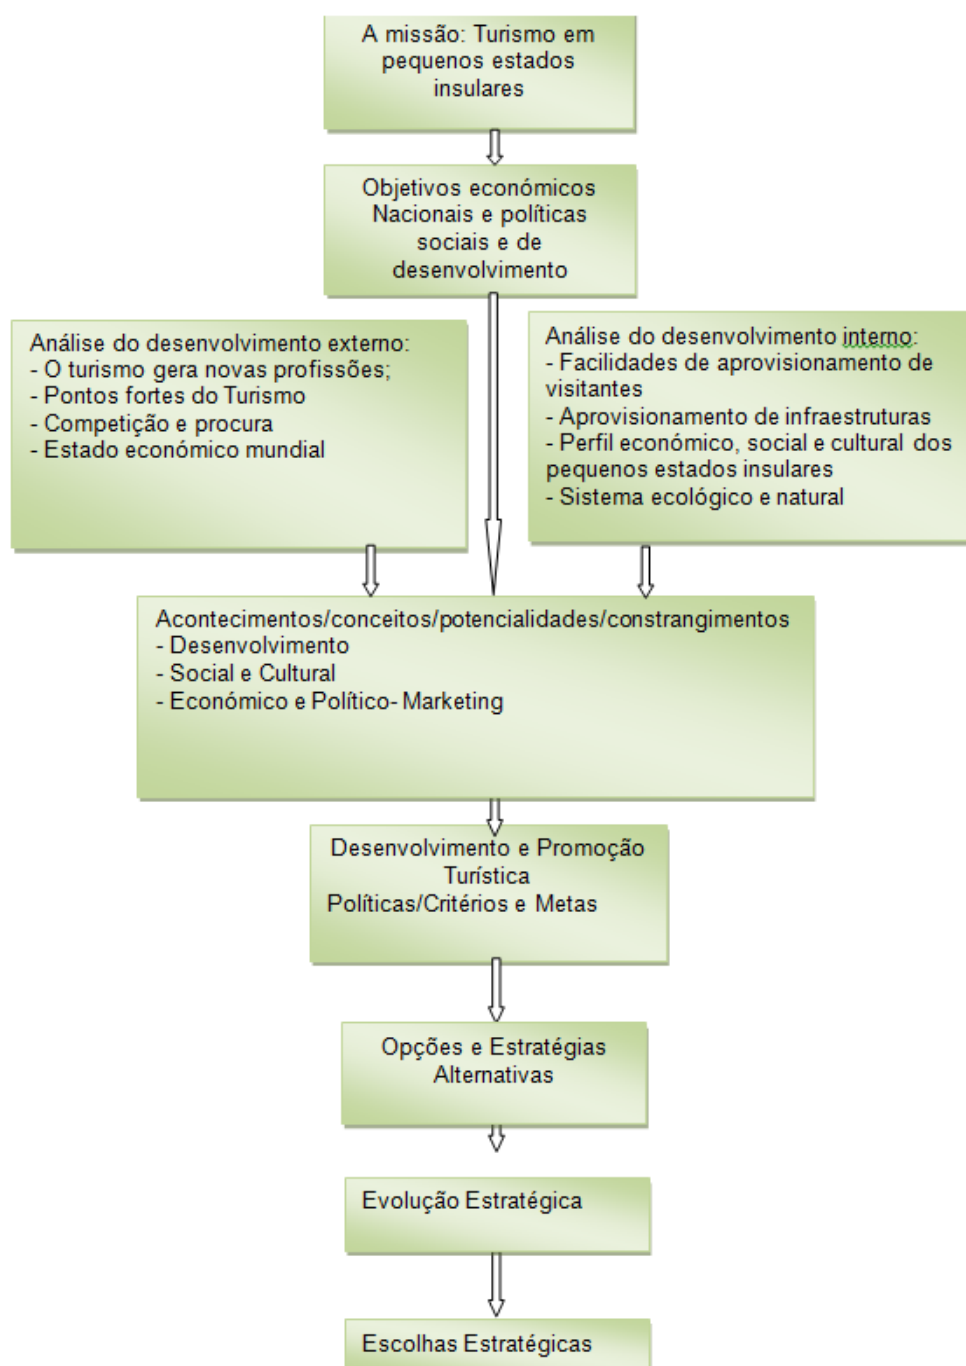 A missão: Turismo em
pequenos estados
insulares
Objetivos económicos
Nacionais e políticas
sociais e de
desenvolvimento
Análise do desenvolvimento externo:
- O turismo gera novas profissões;
- Pontos fortes do Turismo
- Competição e procura
- Estado económico mundial
Análise do desenvolvimento interno:
- Facilidades de aprovisionamento de
visitantes
- Aprovisionamento de infraestruturas
- Perfil económico, social e cultural dos
pequenos estados insulares
- Sistema ecológico e natural
Acontecimentos/conceitos/potencialidades/constrangimentos
- Desenvolvimento
- Social e Cultural
- Económico e Político- Marketing
Desenvolvimento e Promoção
Turística
Políticas/Critérios e Metas
Opções e Estratégias
Alternativas
Evolução Estratégica
Escolhas Estratégicas